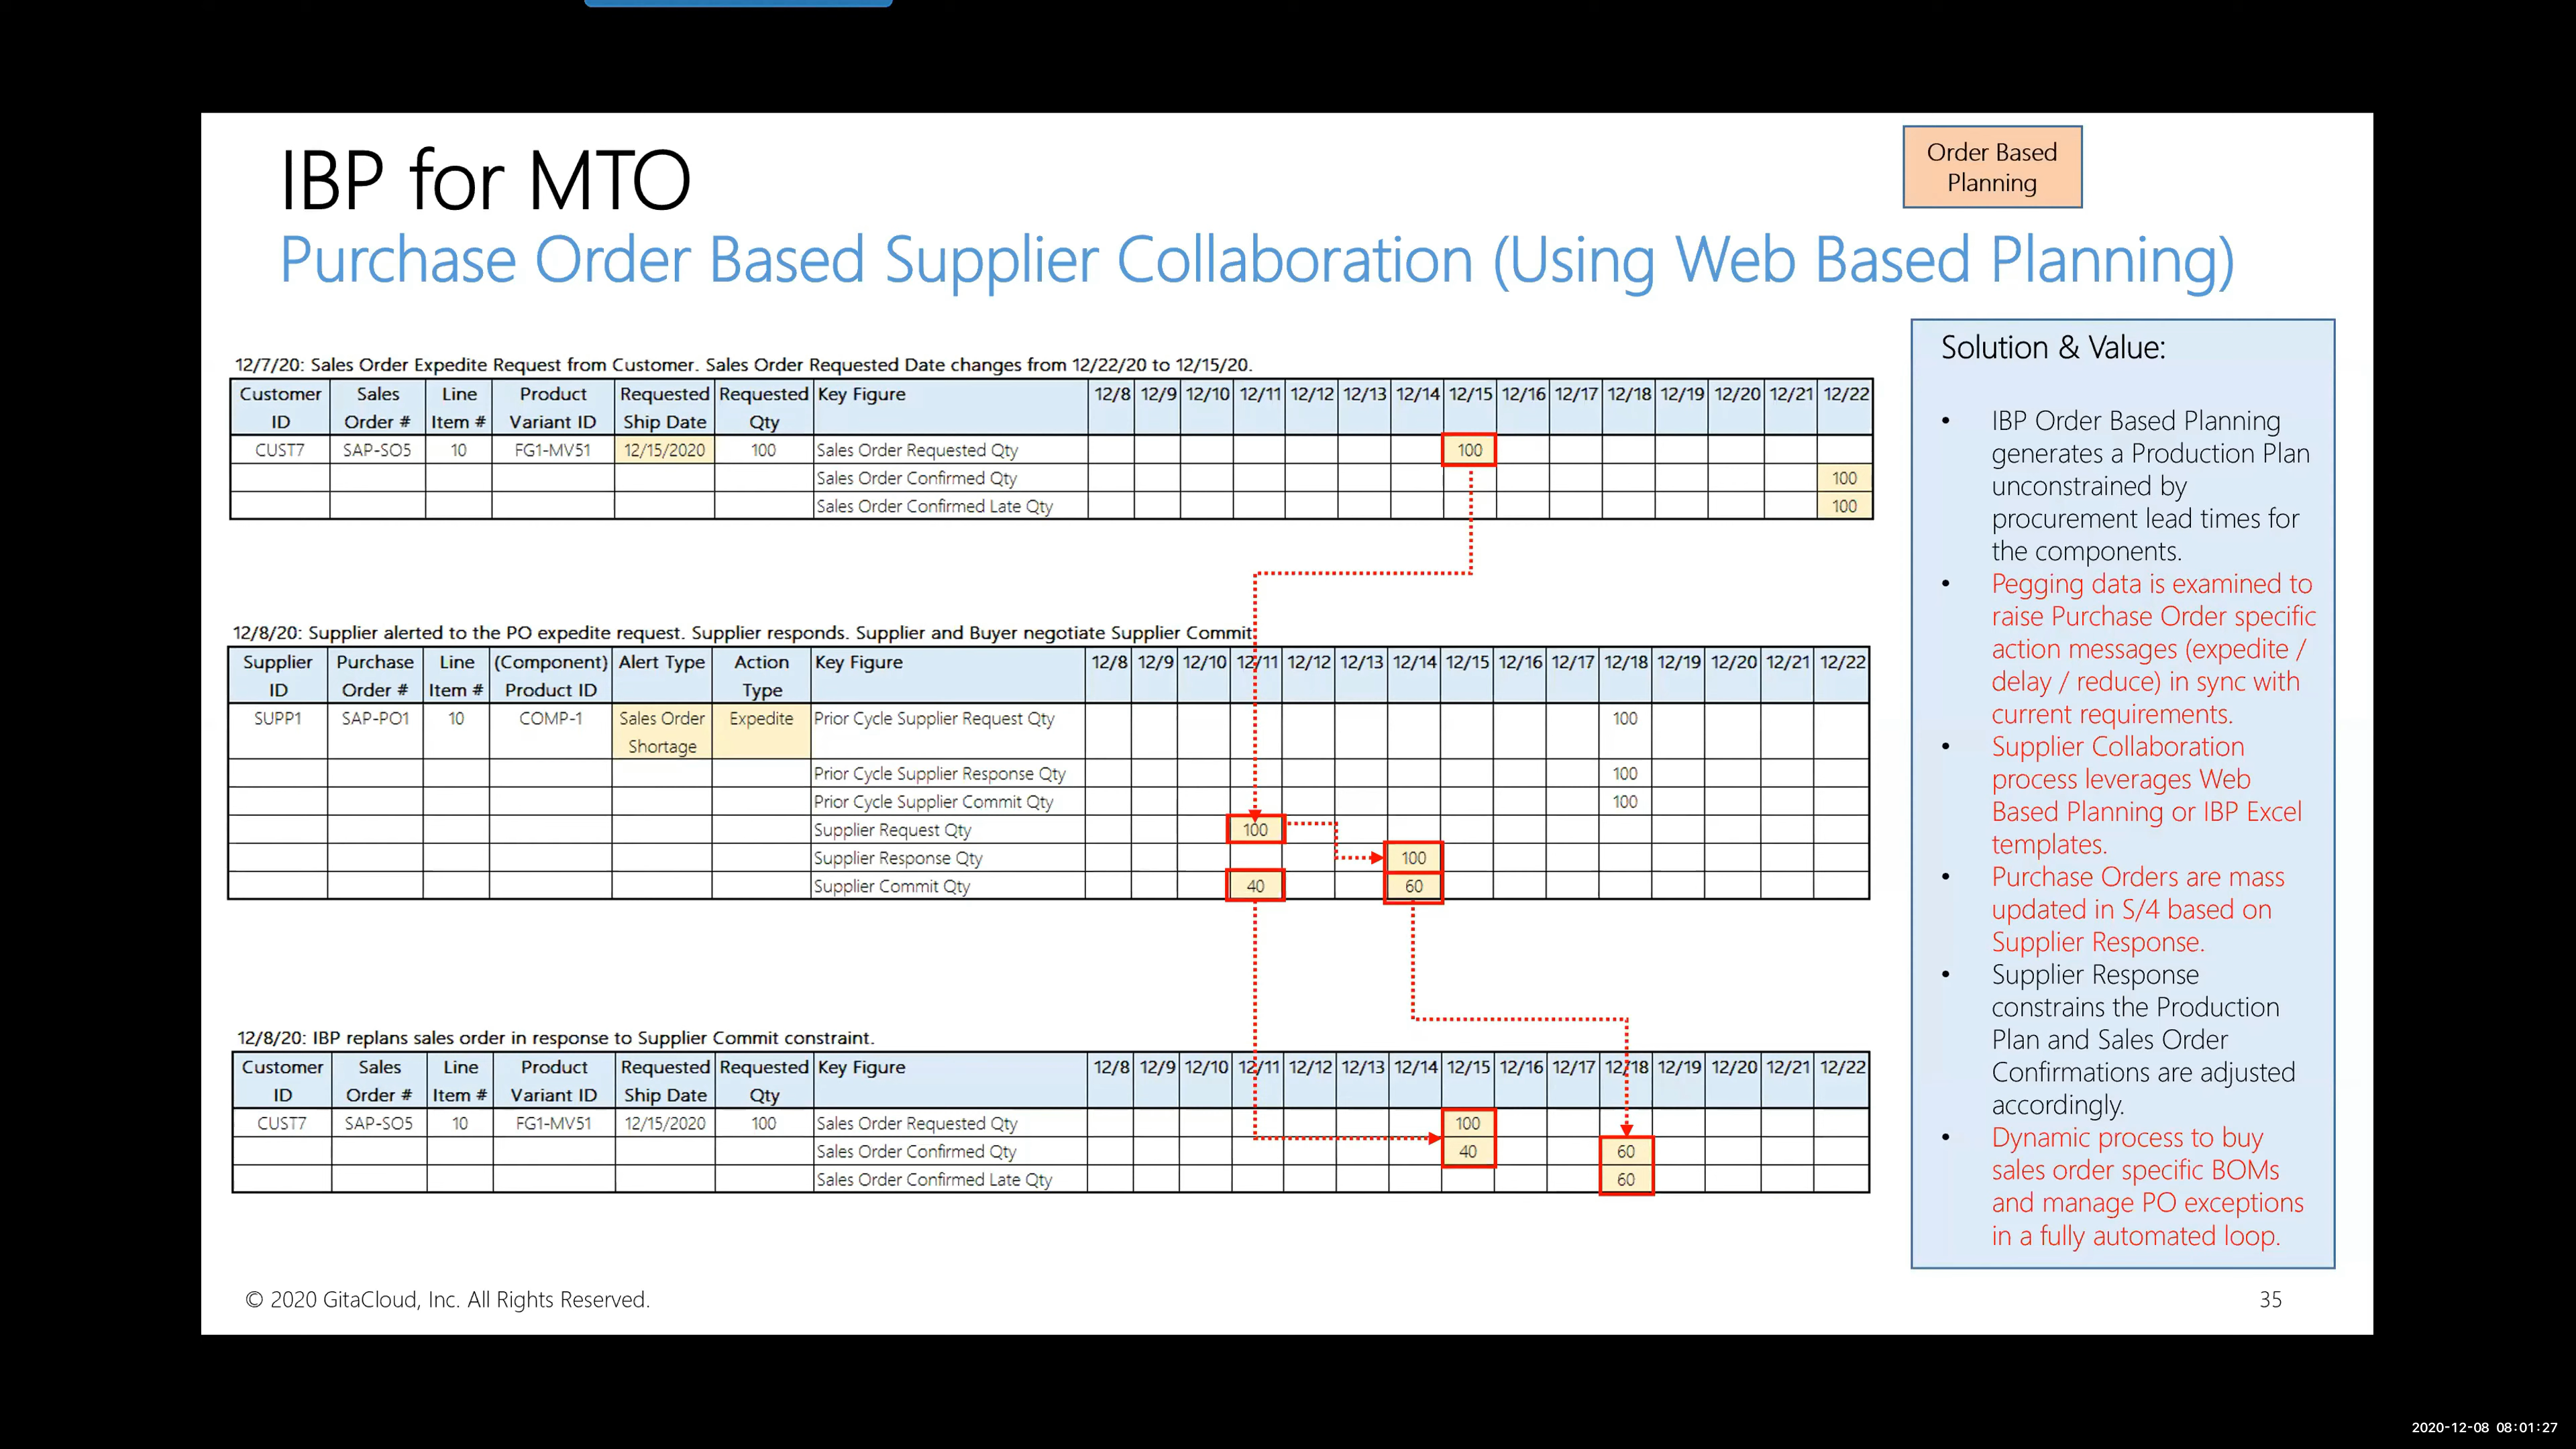 IBP for MTO
Order Based
Planning
Purchase Order Based Supplier Collaboration (Using Web Based Planning)
12/7/20: Sales Order Expedite Request from Customer. Sales Order Requested Date changes from 12/22/20 to 12/15/20.
Customer ID Sales Order # Line Item # Product Variant ID Requested Ship Date Requested Qty Key Figure 12/8 12/9 12/10 12/11 12/12 12/13 12/14 12/15 12/16 12/17 12/18 12/19 12/20 12/21 12/22
CUST7 SAP-SO5 10 FG1-MV51 12/15/2020 100 Sales Order Requested Qty 100
Sales Order Confirmed Qty 100
Sales Order Confirmed Late Qty 100
12/8/20: Supplier alerted to the PO expedite request. Supplier responds. Supplier and Buyer negotiate Supplier Commit
Supplier ID Purchase Order # Line Item # (Component) Product ID Alert Type Action Type Key Figure 12/8 12/9 12/10 12/11 12/12 12/13 12/14 12/15 12/16 12/17 12/18 12/19 12/20 12/21 12/22
SUPP1 SAP-PO1 10 COMP-1 Sales Order Shortage Expedite Prior Cycle Supplier Request Qty 100
Prior Cycle Supplier Response Qty 100
Prior Cycle Supplier Commit Qty 100
Supplier Request Qty 100
Supplier Response Qty 100
Supplier Commit Qty 40 60
12/8/20: IBP replans sales order in response to Supplier Commit constraint.
Customer ID Sales Order # Line Item # Product Variant ID Requested Ship Date Requested Qty Key Figure 12/8 12/9 12/10 12/11 12/12 12/13 12/14 12/15 12/16 12/17 12/18 12/19 12/20 12/21 12/22
CUST7 SAP-SO5 10 FG1-MV51 12/15/2020 100 Sales Order Requested Qty 100
Sales Order Confirmed Qty 40 60
Sales Order Confirmed Late Qty 60
Solution & Value:
• IBP Order Based Planning
generates a Production Plan
unconstrained by
procurement lead times for
the components.
• Pegging data is examined to
raise Purchase Order specific
action messages (expedite /
delay / reduce) in sync with
current requirements.
• Supplier Collaboration
process leverages Web
Based Planning or IBP Excel
templates.
• Purchase Orders are mass
updated in S/4 based on
Supplier Response.
• Supplier Response
constrains the Production
Plan and Sales Order
Confirmations are adjusted
accordingly.
• Dynamic process to buy
sales order specific BOMs
and manage PO exceptions
in a fully automated loop.
© 2020 GitaCloud, Inc. All Rights Reserved.
35
2020-12-08 08:01:27